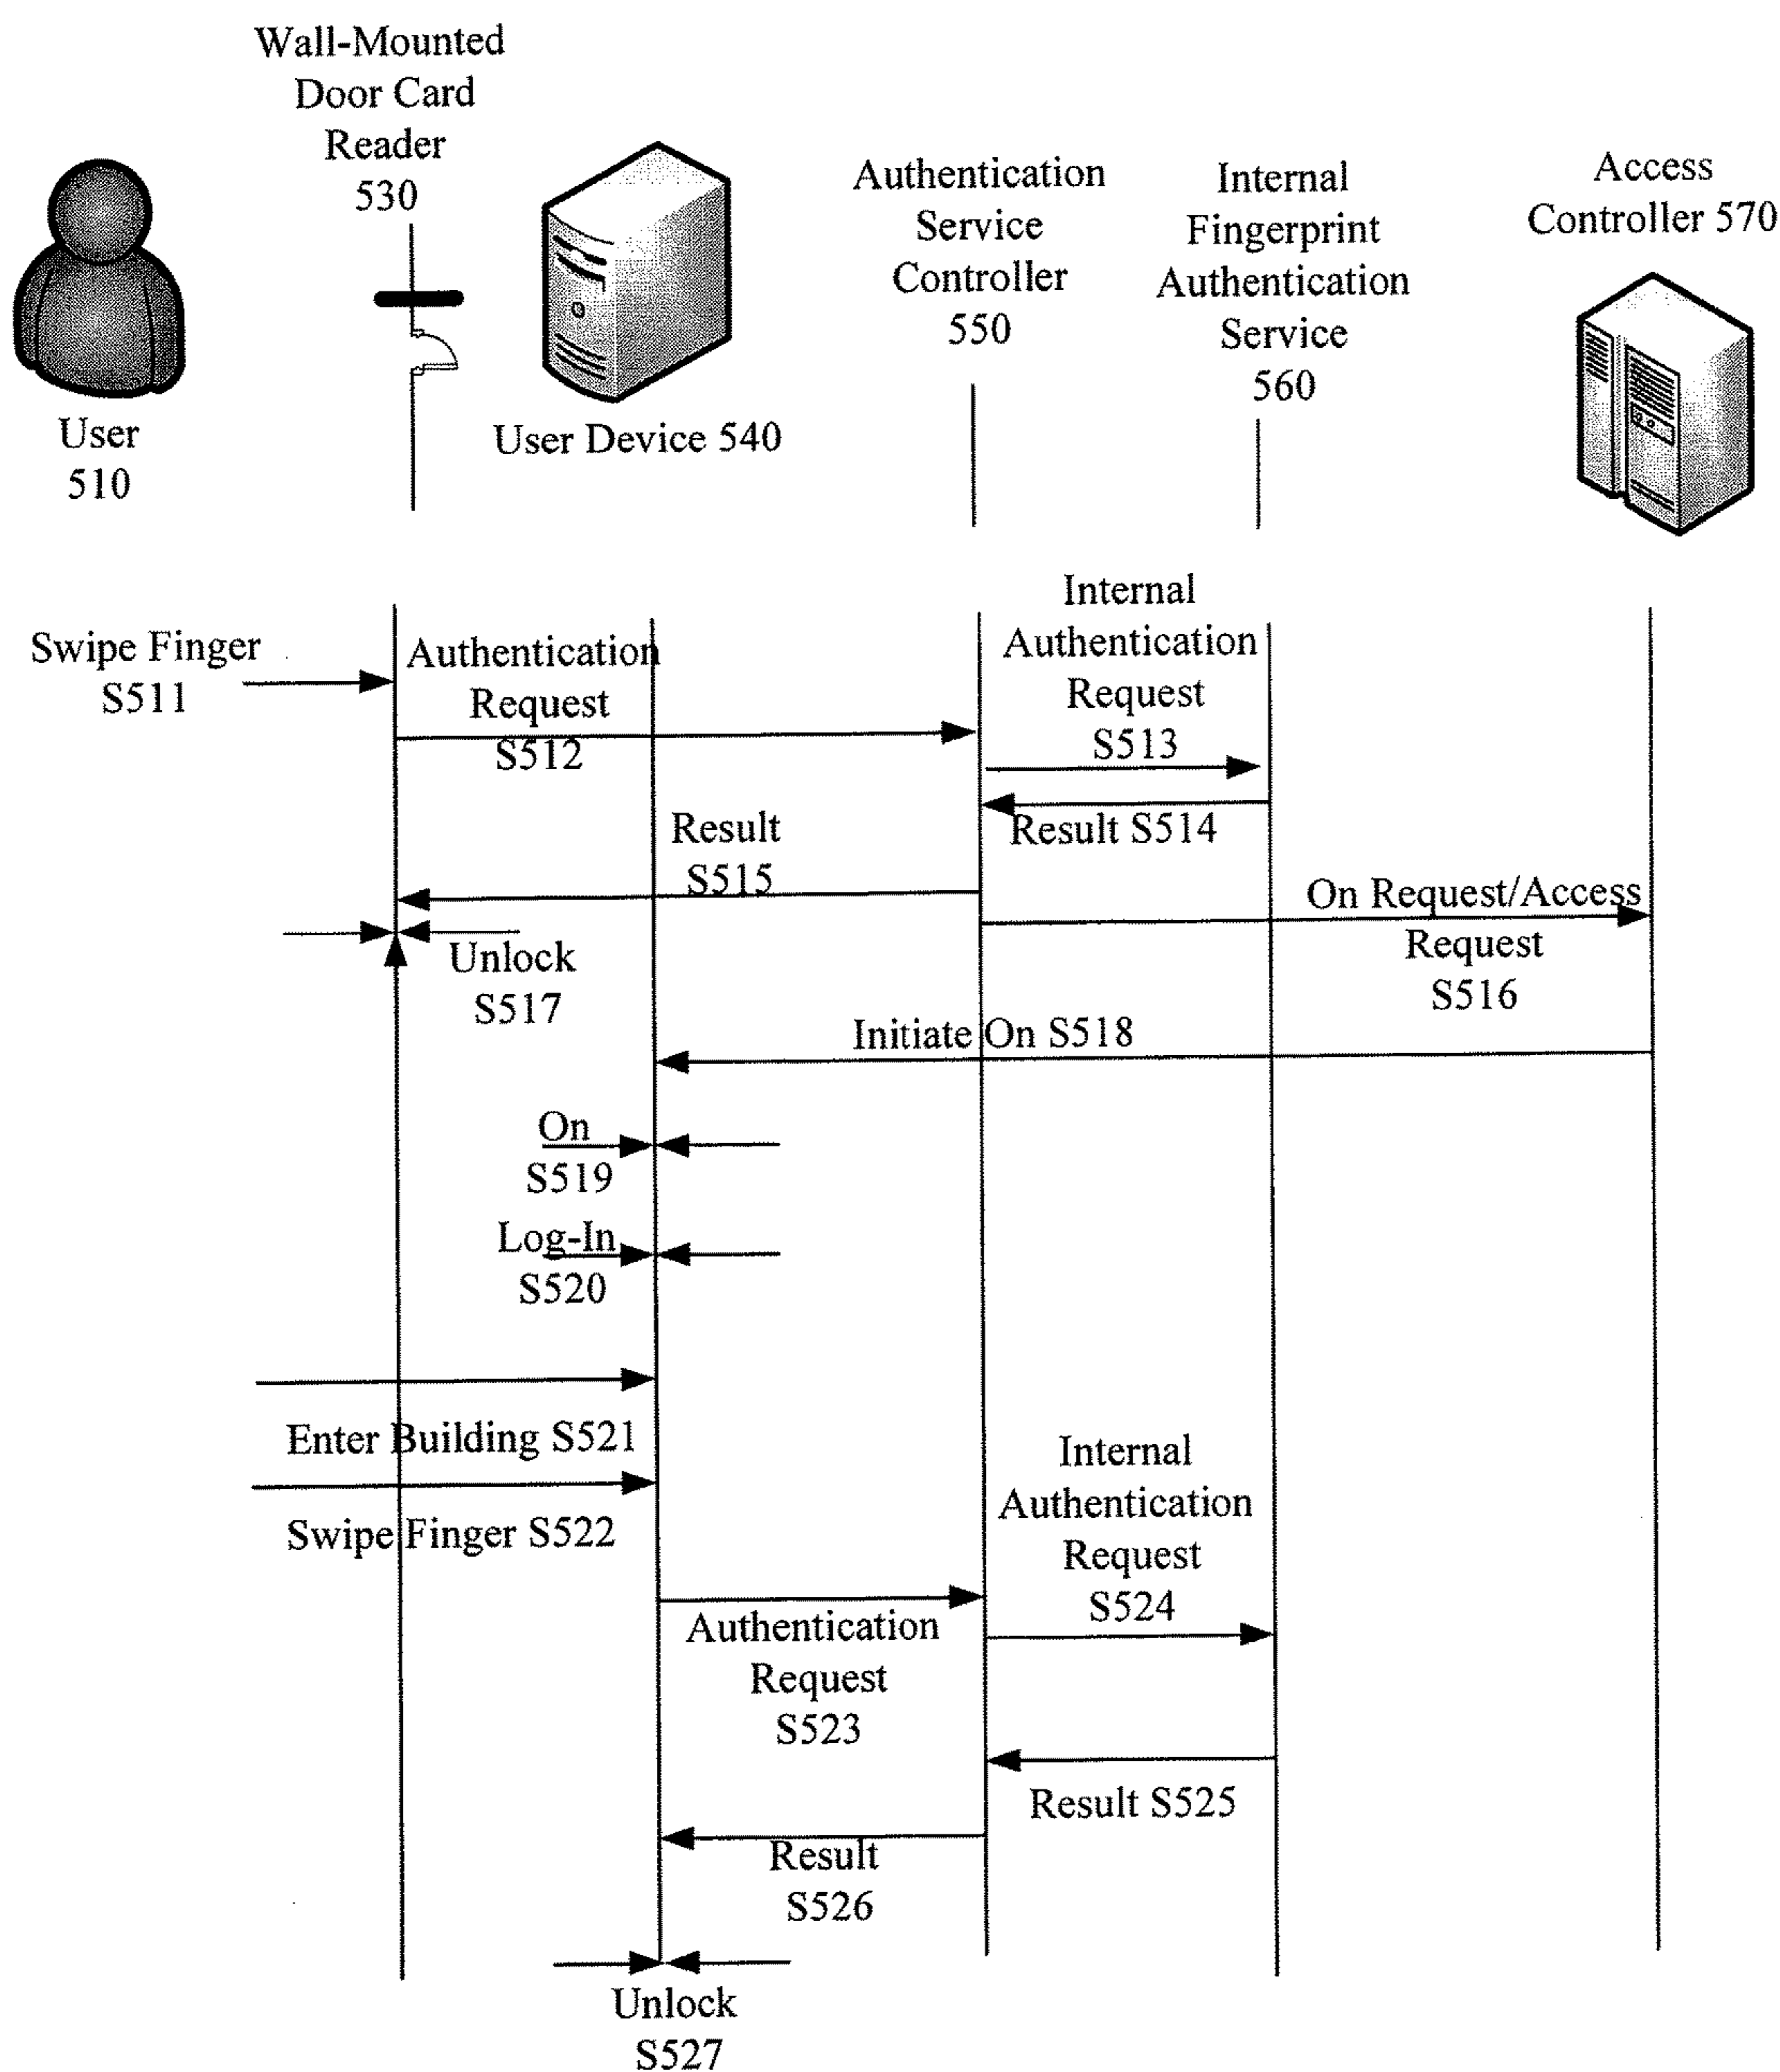 Wall-Mounted
Door Card
Reader
530
User
510
User Device 540
Authentication
Service
Controller
550
Internal
Fingerprint
Authentication
Service
560
Access
Controller 570
Swipe Finger
S511
Authentication
Request
S512
Internal
Authentication
Request
S513
Result S514
Result
S515
On Request/Access
Request
S516
Unlock
S517
Initiate On S518
On
S519
Log-In
S520
Enter Building S521
Swipe Finger S522
Authentication
Request
S523
Internal
Authentication
Request
S524
Result S525
Result
S526
Unlock
S527